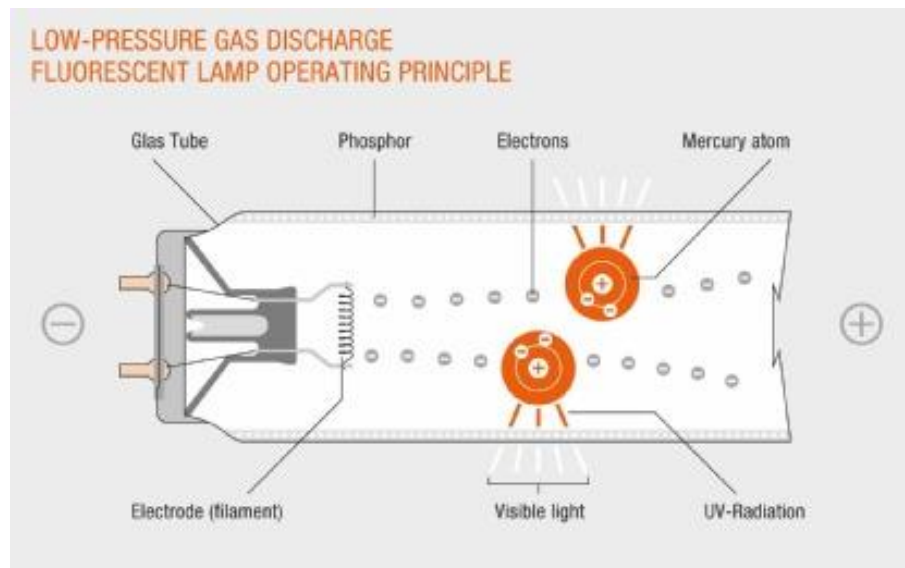 LOW-PRESSURE GAS DISCHARGE
FLUORESCENT LAMP OPERATING PRINCIPLE
Glas Tube
Phosphor
Electrons
Mercury atom
Electrode (filament)
Visible light
UV-Radiation